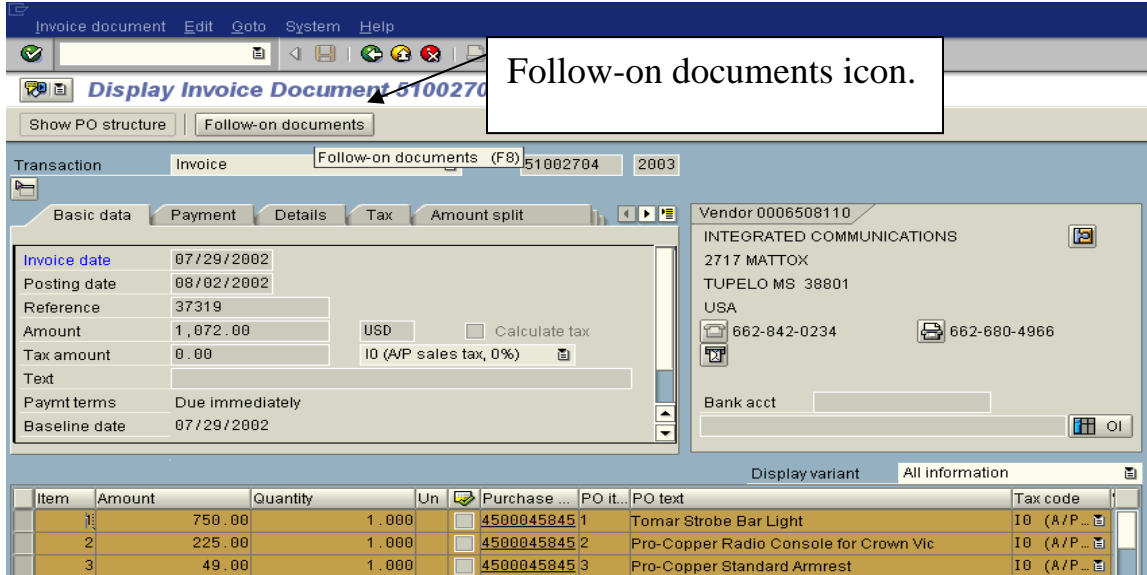 Invoice document Edit Goto System Help
Follow-on documents icon.
Display Invoice Document 5100270
Show PO structure Follow-on documents
Follow-on documents (F8)
Transaction Invoice 51002704 2003
Basic data Payment Details Tax Amount split
Vendor 0006508110
INTEGRATED COMMUNICATIONS
Invoice date 07/29/2002
2717 MATTOX
Posting date 08/02/2002
TUPELO MS 38801
Reference 37319
USA
Amount 1,072.00 USD Calculate tax
662-842-0234 662-680-4966
Tax amount 0.00 I0 (A/P sales tax, 0%)
Text
Paymt terms Due immediately
Bank acct
Baseline date 07/29/2002
OI
Display variant All information
Item Amount Quantity Un Purchase ... PO it... PO text Tax code
1 750.00 1.000 4500045845 1 Tomar Strobe Bar Light I0 (A/P...
2 225.00 1.000 4500045845 2 Pro-Copper Radio Console for Crown Vic I0 (A/P...
3 49.00 1.000 4500045845 3 Pro-Copper Standard Armrest I0 (A/P...